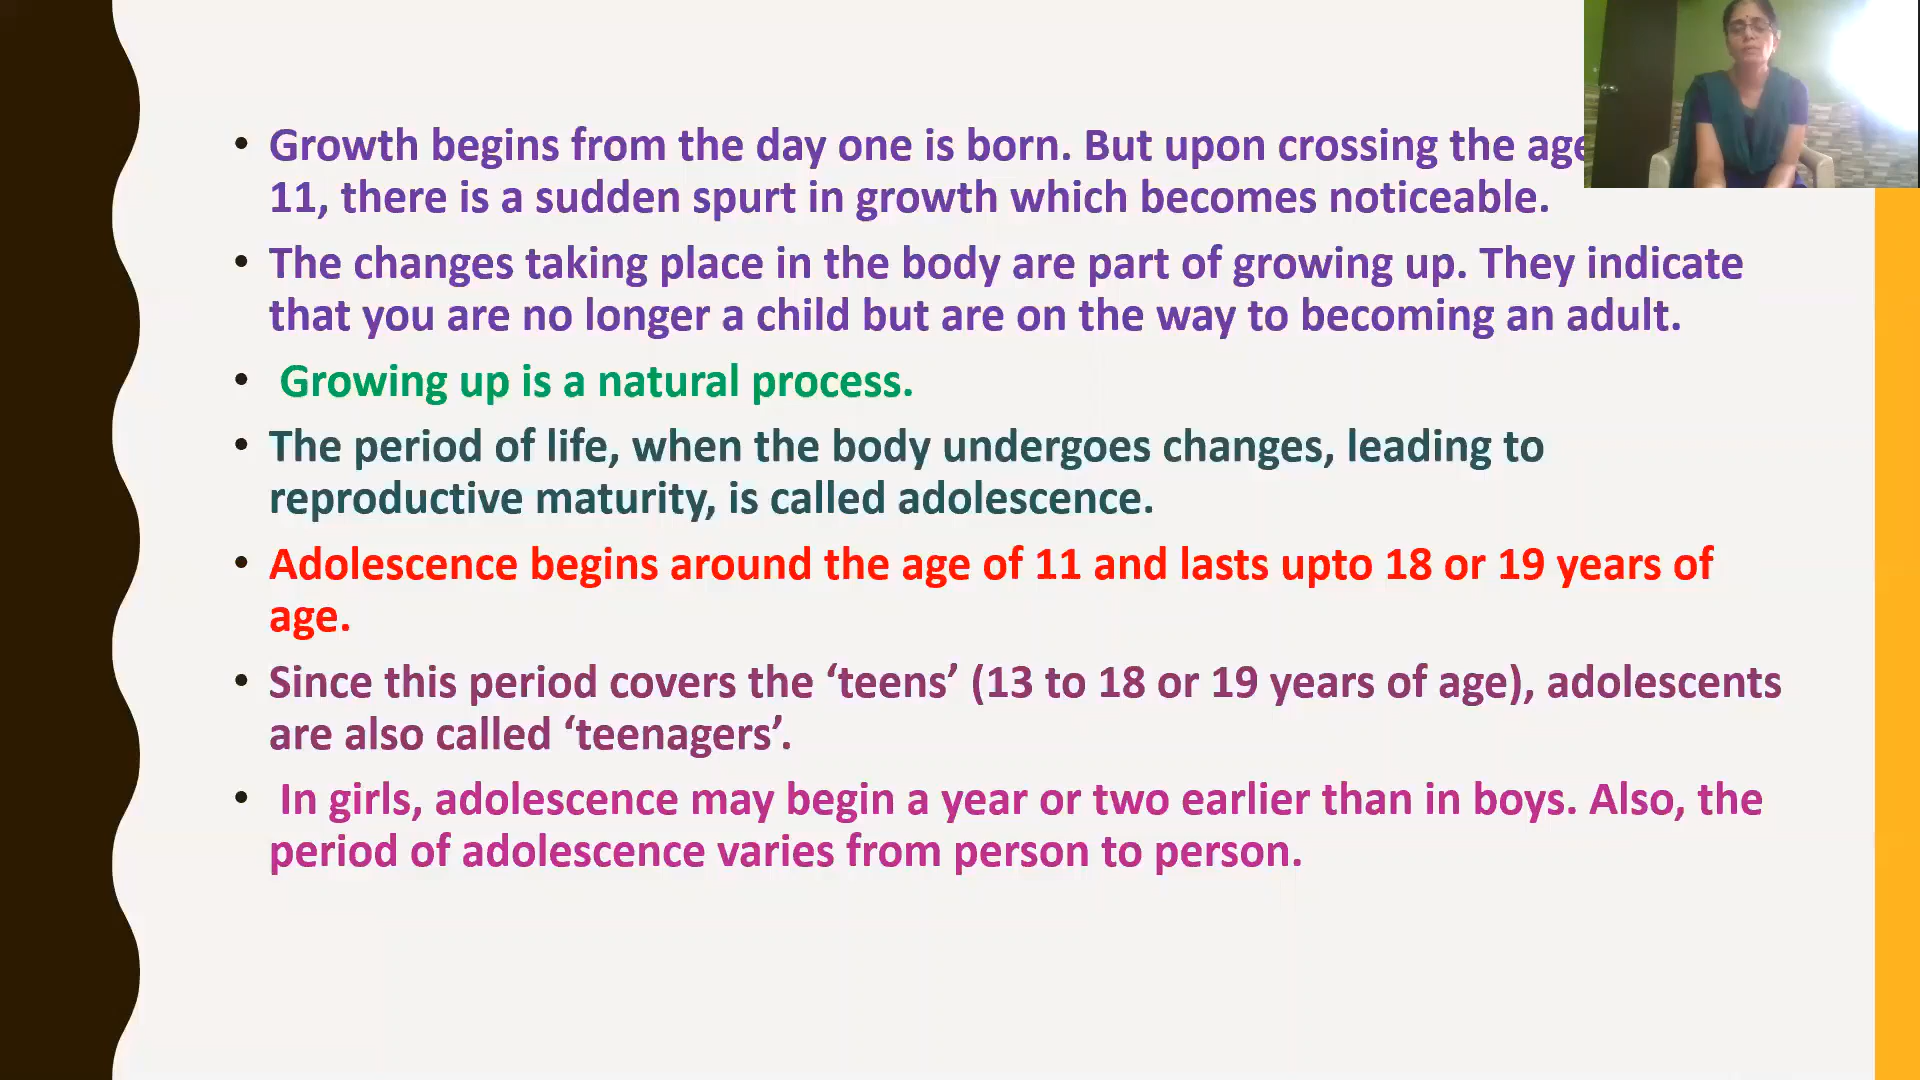 • Growth begins from the day one is born. But upon crossing the age
11, there is a sudden spurt in growth which becomes noticeable.
• The changes taking place in the body are part of growing up. They indicate
that you are no longer a child but are on the way to becoming an adult.
• Growing up is a natural process.
• The period of life, when the body undergoes changes, leading to
reproductive maturity, is called adolescence.
• Adolescence begins around the age of 11 and lasts upto 18 or 19 years of
age.
• Since this period covers the ‘teens’ (13 to 18 or 19 years of age), adolescents
are also called ‘teenagers’.
• In girls, adolescence may begin a year or two earlier than in boys. Also, the
period of adolescence varies from person to person.